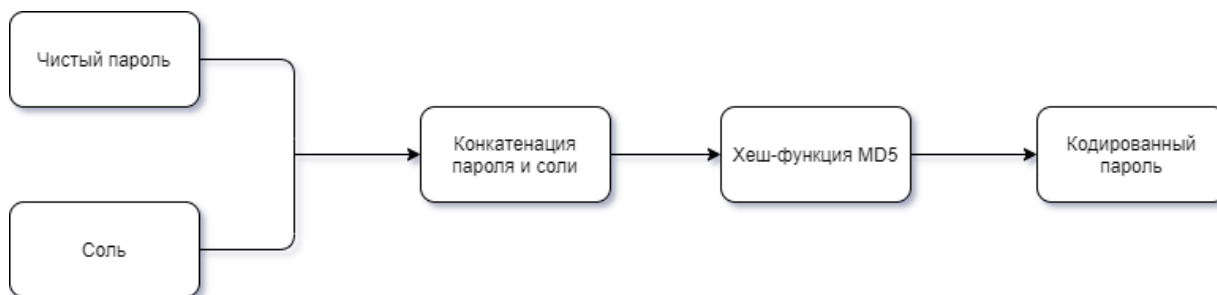 Чистый пароль
Соль
Конкатенация
пароля и соли
Хеш-функция MD5
Кодированный
пароль